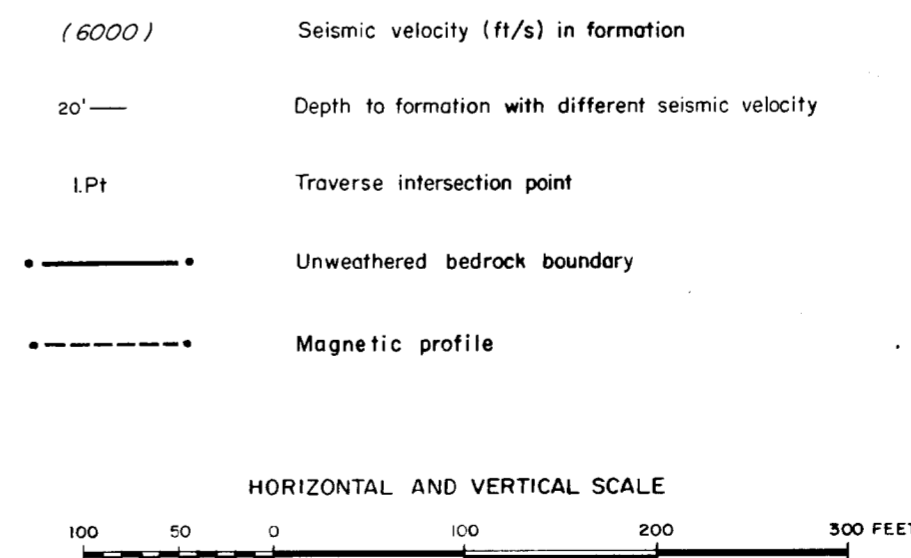 (6000) Seismic velocity (ft/s) in formation
20' Depth to formation with different seismic velocity
I.Pt Traverse intersection point
Unweathered bedrock boundary
Magnetic profile
HORIZONTAL AND VERTICAL SCALE
100 50 0 100 200 300 FEET